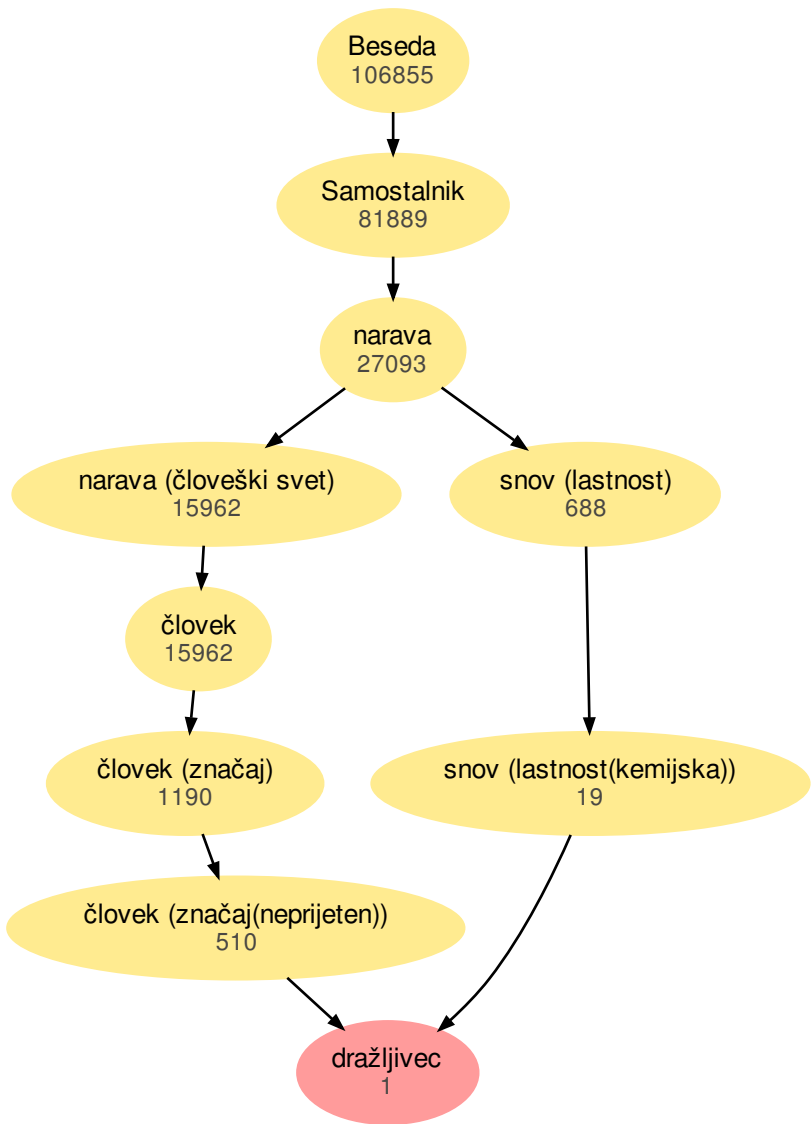 Beseda
106855
Samostalnik
81889
narava
27093
narava (človeški svet)
15962
snov (lastnost)
688
človek
15962
človek (značaj)
1190
snov (lastnost(kemijska))
19
človek (značaj(neprijeten))
510
dražljivec
1